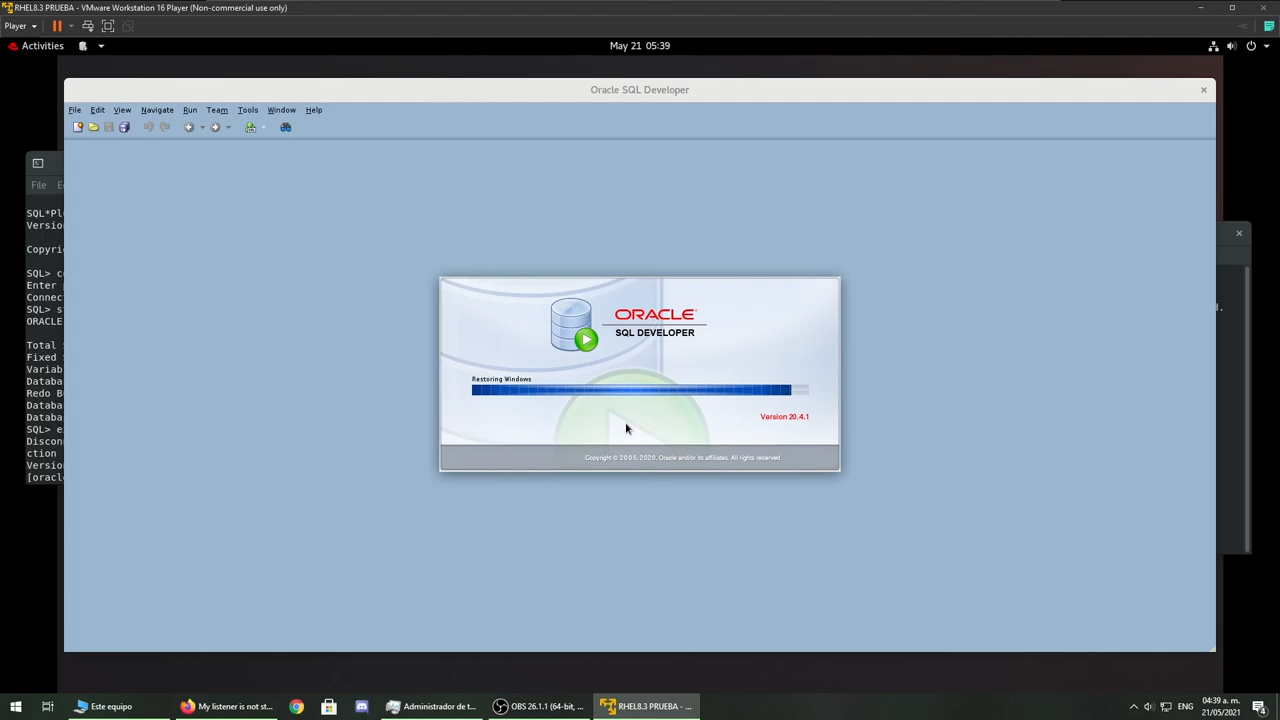 RHEL8.3 PRUEBA - VMware Workstation 16 Player (Non-commercial use only)
Player
Activities
May 21 05:39
Oracle SQL Developer
File Edit View Navigate Run Team Tools Window Help
File
SQL*Pl
Versio
Copyri
SQL> c
Enter p
Connec
SQL> s
ORACLE
Total S
Fixed S
Variab
Databa
Redo B
Databa
Databa
SQL> e
Discon
ction
Versio
[oracl
ORACLE
SQL DEVELOPER
Restoring Windows
Version 20.4.1
Copyright © 2005, 2020, Oracle and/or its affiliates. All rights reserved.
Este equipo
My listener is not st...
Administrador de t...
OBS 26.1.1 (64-bit, ...
RHEL8.3 PRUEBA - ...
ENG
04:39 a. m.
21/05/2021
4